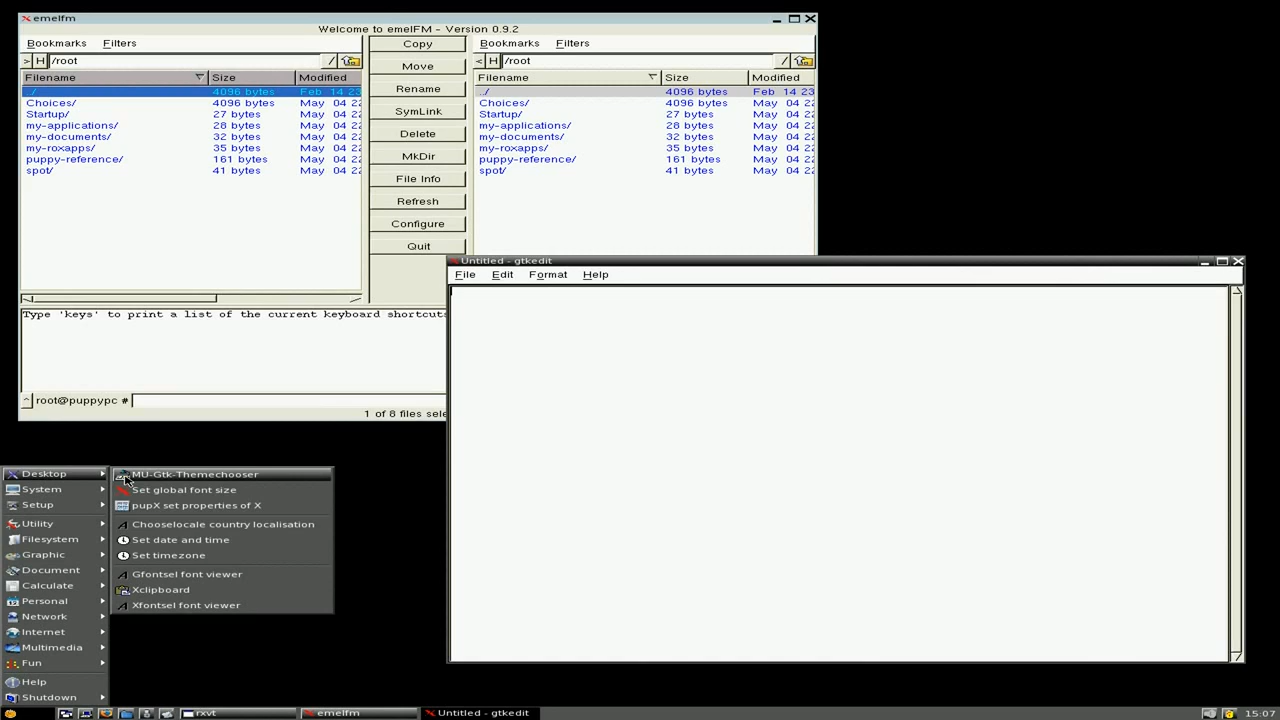 emelfm
Welcome to emelFM - Version 0.9.2
Bookmarks Filters
> H /root /
Filename Size Modified
../ 4096 bytes Feb 14 23
Choices/ 4096 bytes May 04 22
Startup/ 27 bytes May 04 22
my-applications/ 28 bytes May 04 22
my-documents/ 32 bytes May 04 22
my-roxapps/ 35 bytes May 04 22
puppy-reference/ 161 bytes May 04 22
spot/ 41 bytes May 04 22
Copy
Move
Rename
SymLink
Delete
MkDir
File Info
Refresh
Configure
Quit
Bookmarks Filters
< H /root /
Filename Size Modified
../ 4096 bytes Feb 14 23
Choices/ 4096 bytes May 04 22
Startup/ 27 bytes May 04 22
my-applications/ 28 bytes May 04 22
my-documents/ 32 bytes May 04 22
my-roxapps/ 35 bytes May 04 22
puppy-reference/ 161 bytes May 04 22
spot/ 41 bytes May 04 22
Type 'keys' to print a list of the current keyboard shortcuts
^ root@puppypc #
1 of 8 files sele
Untitled - gtkedit
File Edit Format Help
Desktop
System
Setup
Utility
Filesystem
Graphic
Document
Calculate
Personal
Network
Internet
Multimedia
Fun
Help
Shutdown
MU-Gtk-Themechooser
Set global font size
pupX set properties of X
Chooselocale country localisation
Set date and time
Set timezone
Gfontsel font viewer
Xclipboard
Xfontsel font viewer
rxvt
emelfm
Untitled - gtkedit
15:07